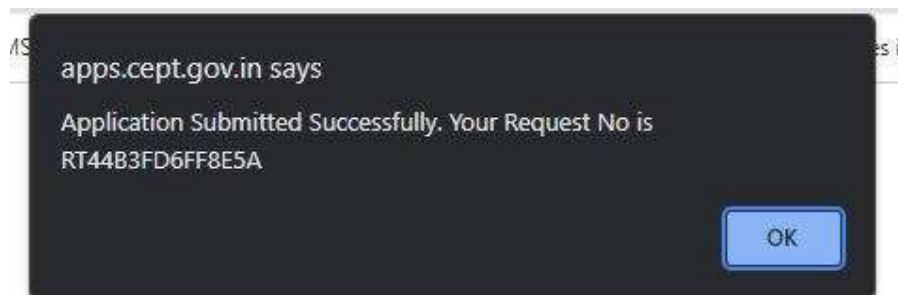 apps.cept.gov.in says
Application Submitted Successfully. Your Request No is
RT44B3FD6FF8E5A
OK